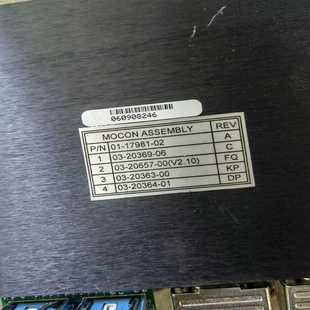 060908246
MOCON ASSEMBLY REV
P/N 01-17981-02 A
1 03-20369-06 C
2 03-20657-00(V2.10) FQ
3 03-20363-00 KP
4 03-20364-01 DP